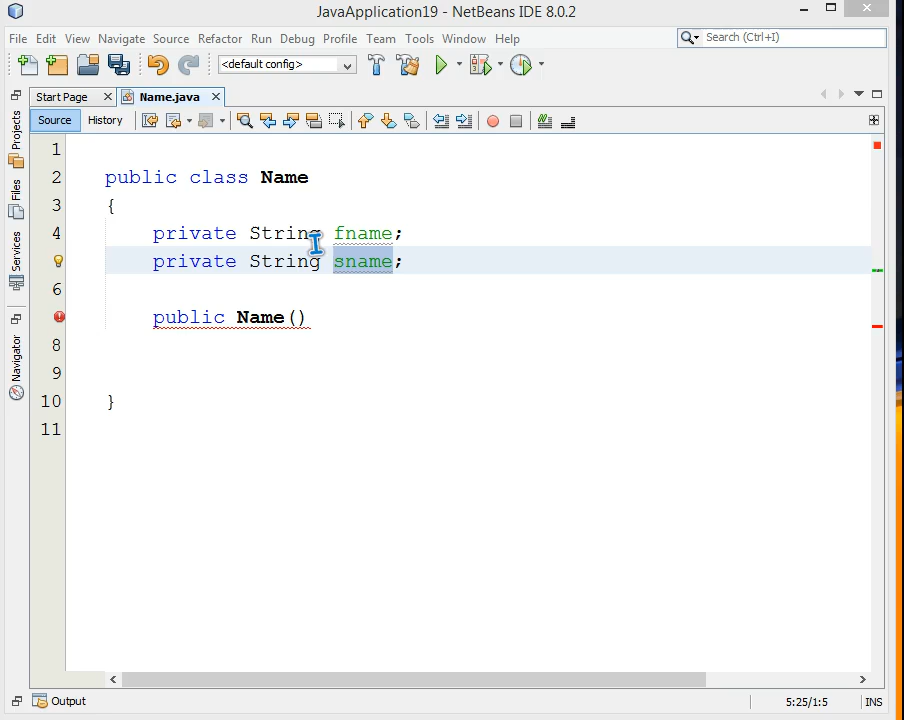 JavaApplication19 - NetBeans IDE 8.0.2
File Edit View Navigate Source Refactor Run Debug Profile Team Tools Window Help
Search (Ctrl+I)
<default config>
Start Page
Name.java
Source History
Projects
Files
Services
Navigator
1
2 public class Name
3 {
4 private String fname;
private String sname;
6
public Name()
8
9
10 }
11
Output
5:25/1:5 INS